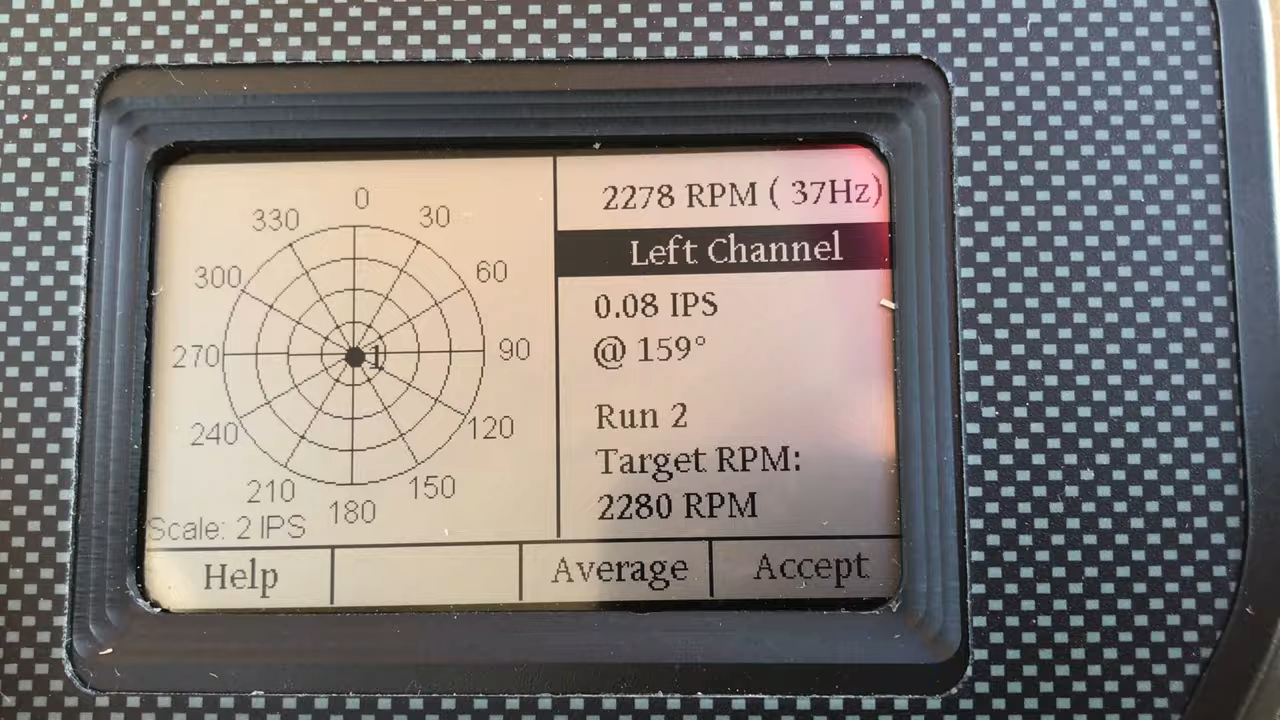 0
330
30
300
60
270
1
90
240
120
210
150
180
Scale: 2 IPS
2278 RPM ( 37Hz)
Left Channel
0.08 IPS
@ 159°
Run 2
Target RPM:
2280 RPM
Help
Average
Accept